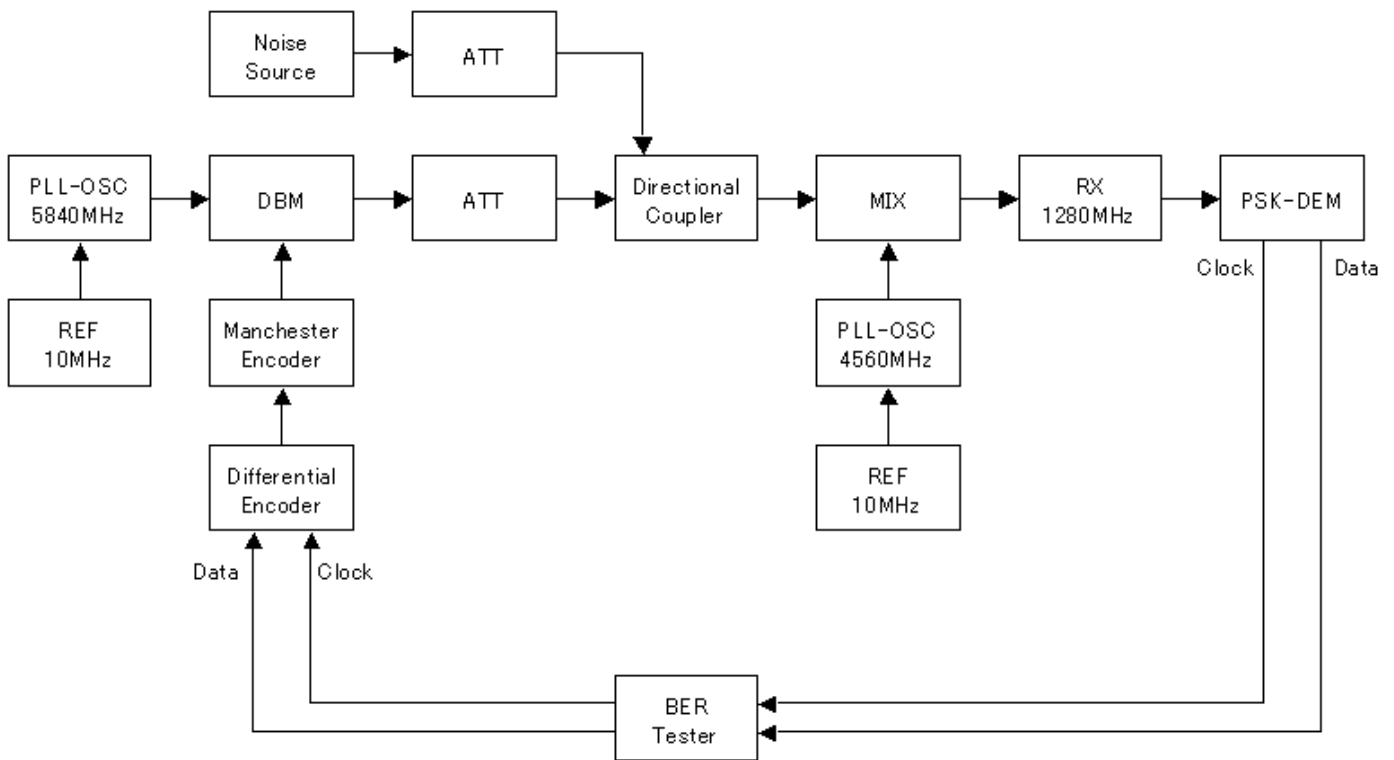 Noise
Source
ATT
PLL-OSC
5840MHz
DBM
ATT
Directional
Coupler
MIX
RX
1280MHz
PSK-DEM
Clock
Data
REF
10MHz
Manchester
Encoder
PLL-OSC
4560MHz
Differential
Encoder
REF
10MHz
Data
Clock
BER
Tester